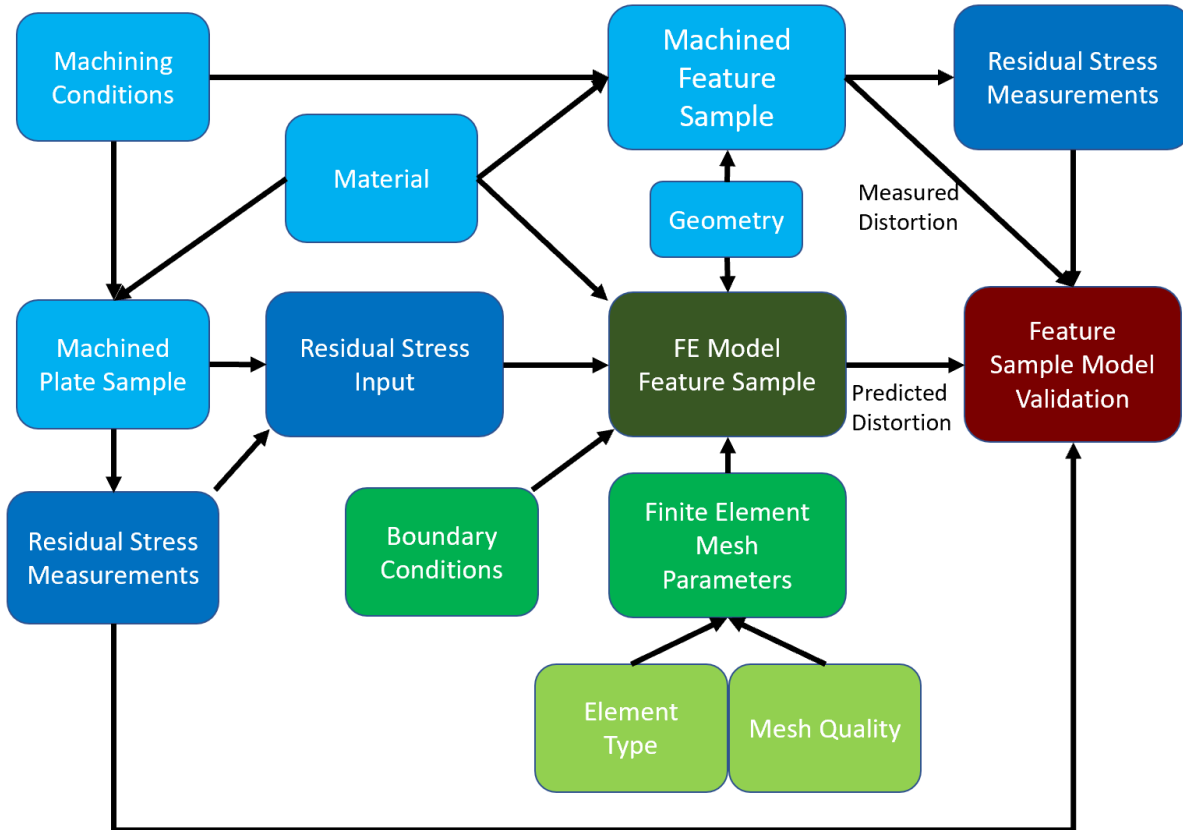 Machining
Conditions
Machined
Feature
Sample
Residual Stress
Measurements
Material
Geometry
Measured
Distortion
Machined
Plate Sample
Residual Stress
Input
FE Model
Feature Sample
Predicted
Distortion
Feature
Sample Model
Validation
Residual Stress
Measurements
Boundary
Conditions
Finite Element
Mesh
Parameters
Element
Type
Mesh Quality